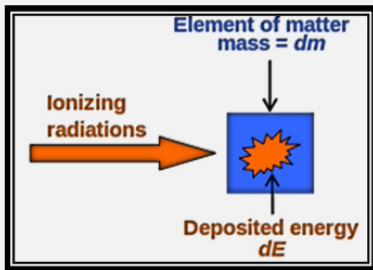 Element of matter
mass = dm
Ionizing
radiations
Deposited energy
dE